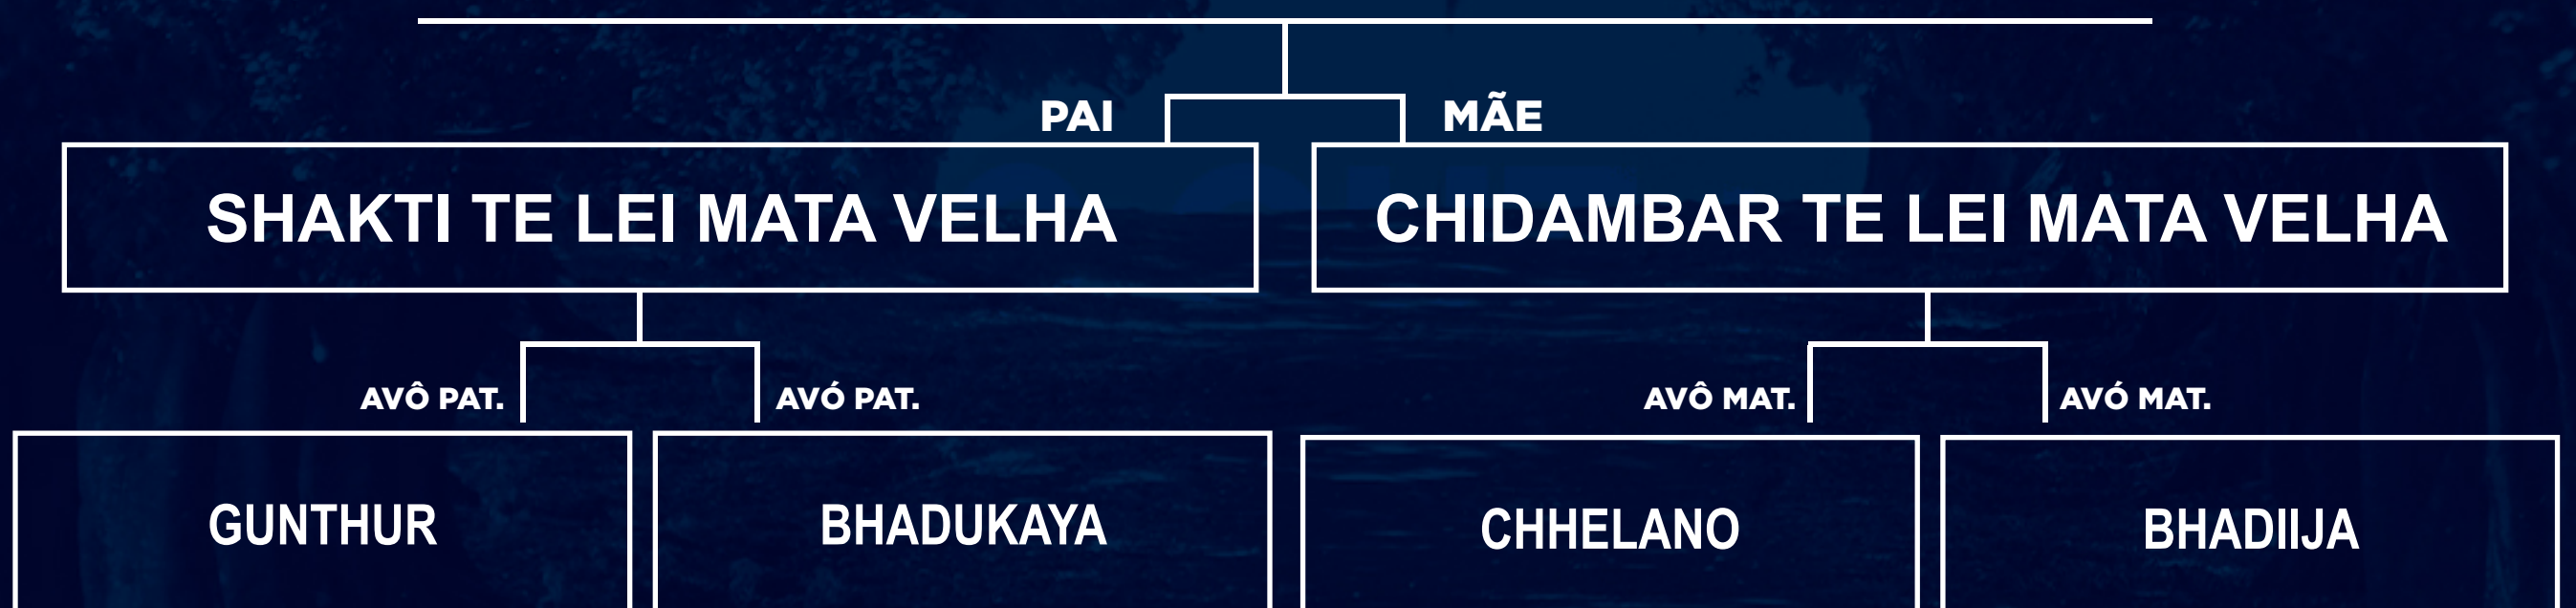 PAI
MÃE
SHAKTI TE LEI MATA VELHA
CHIDAMBAR TE LEI MATA VELHA
AVÔ PAT.
AVÓ PAT.
AVÔ MAT.
AVÓ MAT.
GUNTHUR
BHADUKAYA
CHHELANO
BHADIIJA